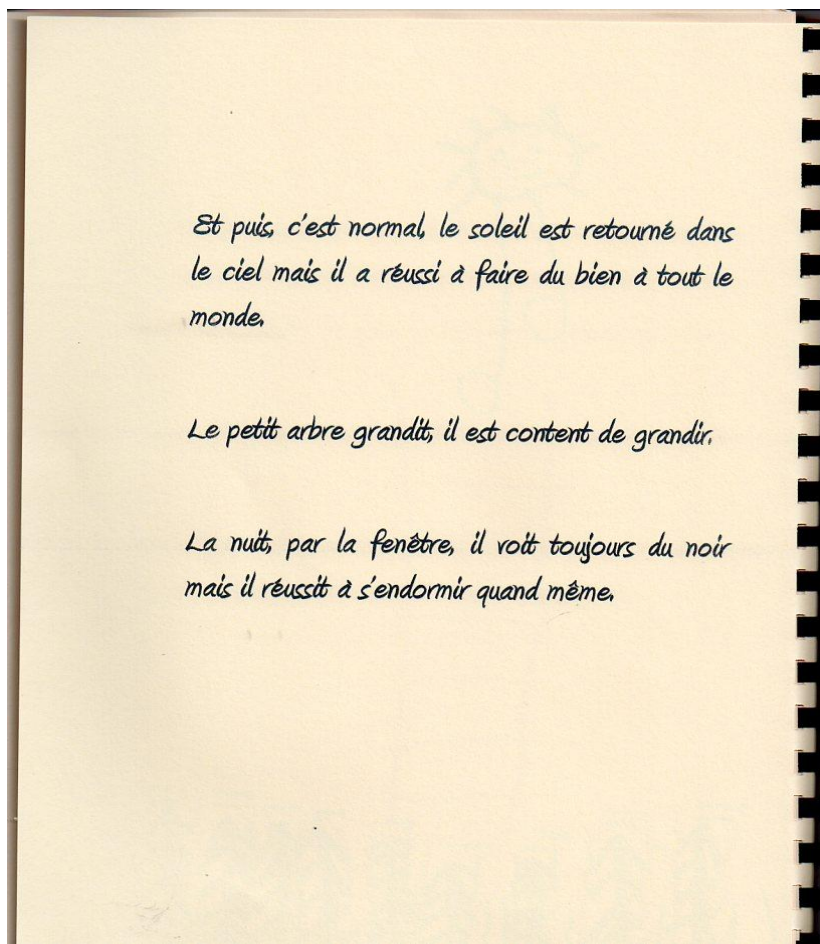 Et puis, c'est normal, le soleil est retourné dans
le ciel mais il a réussi à faire du bien à tout le
monde.
Le petit arbre grandit, il est content de grandir.
La nuit, par la fenêtre, il voit toujours du noir
mais il réussit à s'endormir quand même.